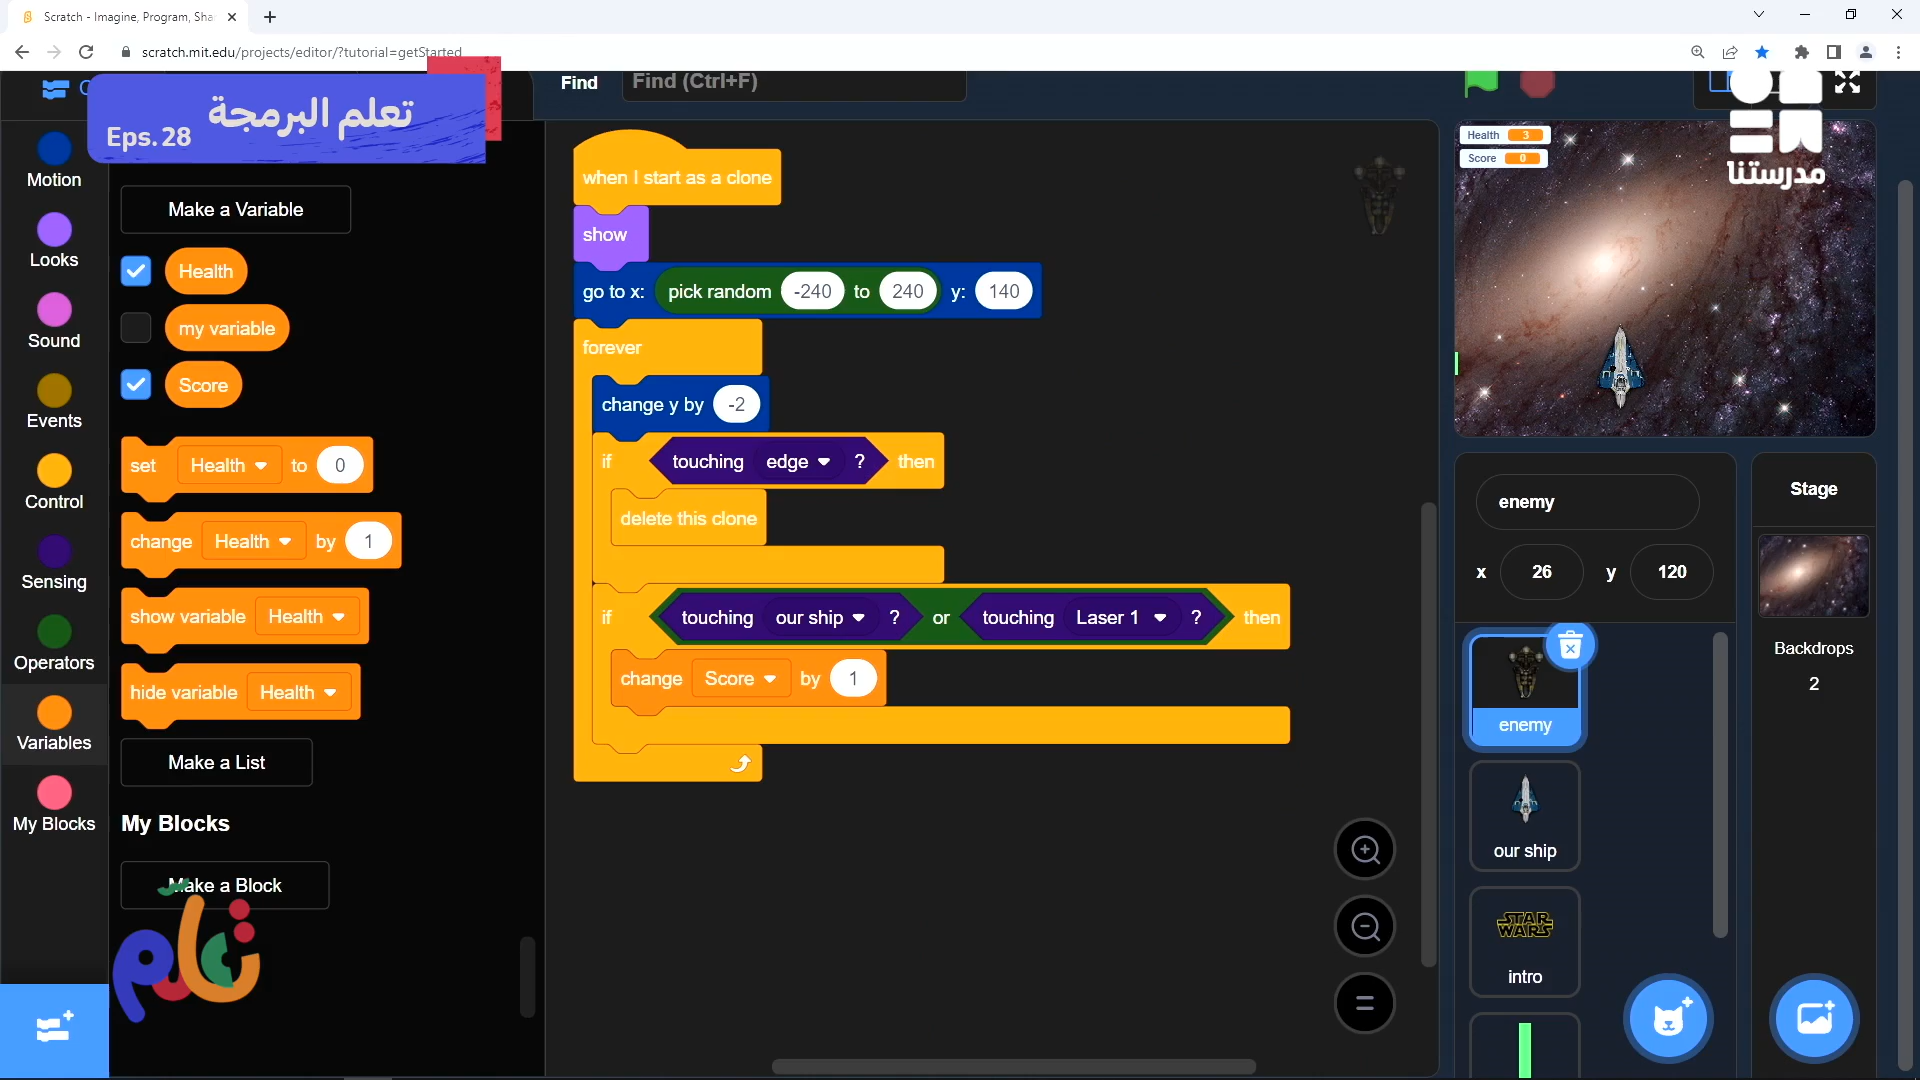 Scratch - Imagine, Program, Sha
scratch.mit.edu/projects/editor/?tutorial=getStarted
تعلم البرمجة
Eps. 28
Find
Find (Ctrl+F)
مدرستنا
Motion
Looks
Sound
Events
Control
Sensing
Operators
Variables
My Blocks
Make a Variable
Health
my variable
Score
set Health to 0
change Health by 1
show variable Health
hide variable Health
Make a List
My Blocks
Make a Block
when I start as a clone
show
go to x: pick random -240 to 240 y: 140
forever
change y by -2
if touching edge ? then
delete this clone
if touching our ship ? or touching Laser 1 ? then
change Score by 1
Health 3
Score 0
enemy
x 26 y 120
enemy
our ship
STAR WARS
intro
Stage
Backdrops
2